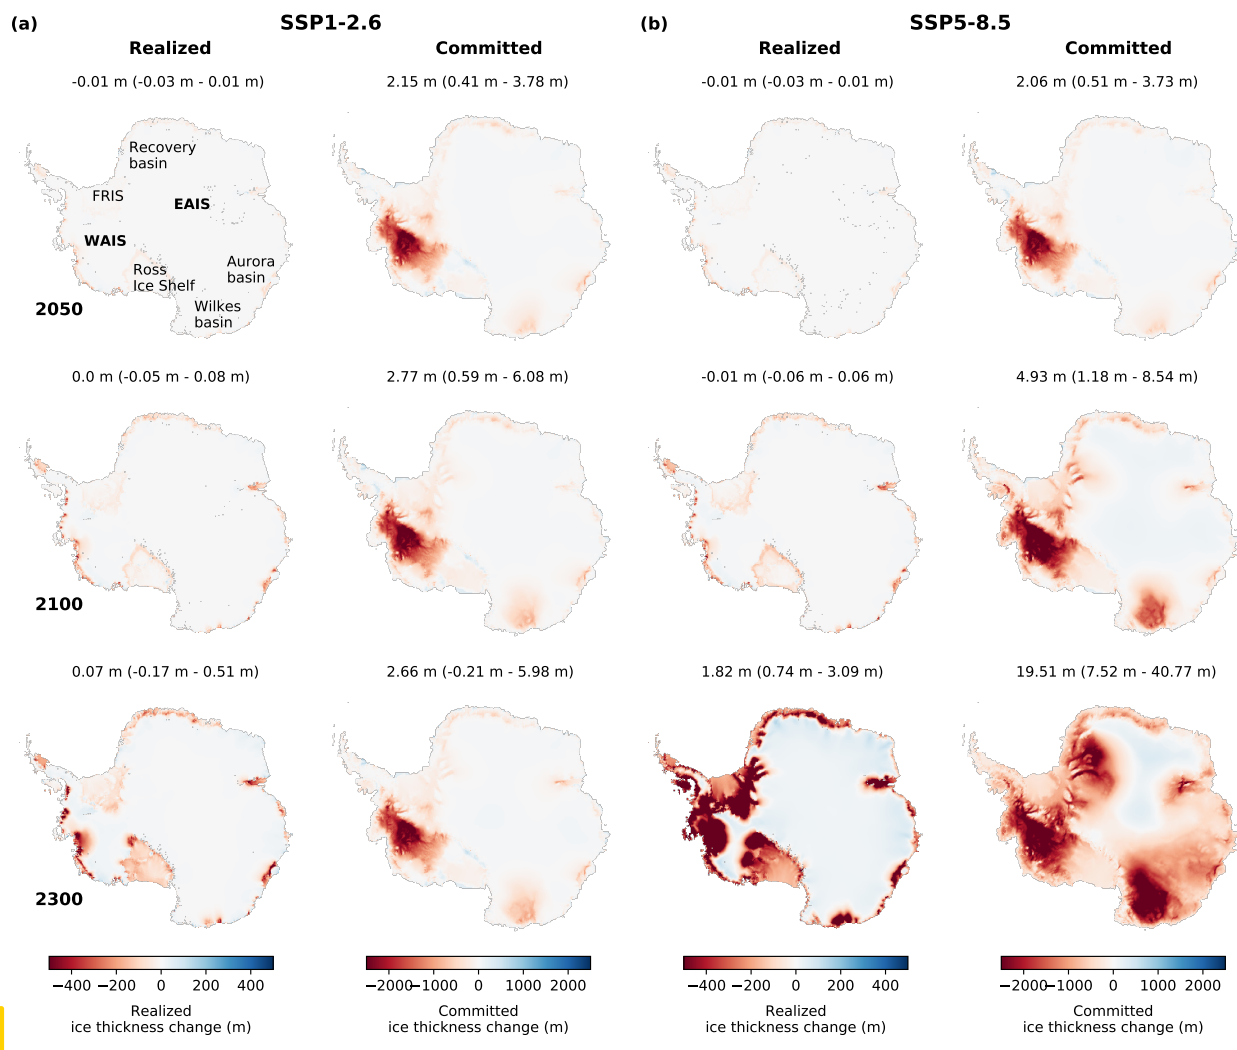 (a)
SSP1-2.6
(b)
SSP5-8.5
Realized
Committed
Realized
Committed
-0.01 m (-0.03 m - 0.01 m)
2.15 m (0.41 m - 3.78 m)
-0.01 m (-0.03 m - 0.01 m)
2.06 m (0.51 m - 3.73 m)
Recovery
basin
FRIS
EAIS
WAIS
Ross
Ice Shelf
Aurora
basin
Wilkes
basin
2050
0.0 m (-0.05 m - 0.08 m)
2.77 m (0.59 m - 6.08 m)
-0.01 m (-0.06 m - 0.06 m)
4.93 m (1.18 m - 8.54 m)
2100
0.07 m (-0.17 m - 0.51 m)
2.66 m (-0.21 m - 5.98 m)
1.82 m (0.74 m - 3.09 m)
19.51 m (7.52 m - 40.77 m)
2300
−400 −200 0 200 400
−2000 −1000 0 1000 2000
−400 −200 0 200 400
−2000 −1000 0 1000 2000
Realized
ice thickness change (m)
Committed
ice thickness change (m)
Realized
ice thickness change (m)
Committed
ice thickness change (m)